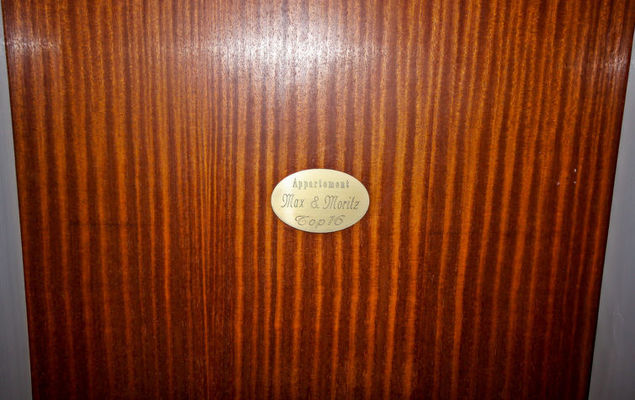 Appartement
Max & Moritz
Top 16